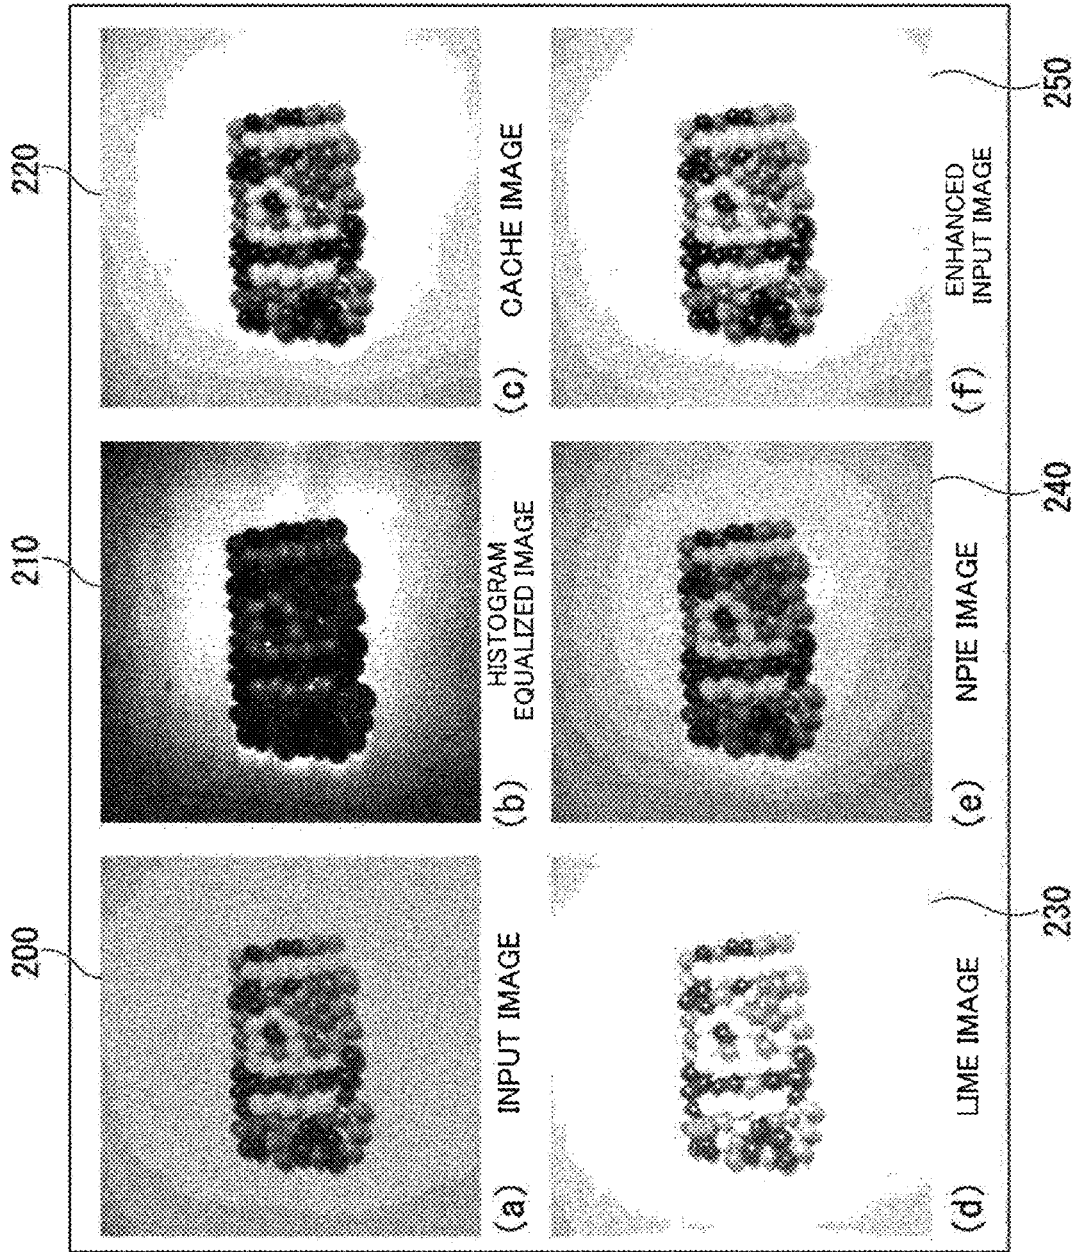 200
210
220
(a) INPUT IMAGE
(b) HISTOGRAM
EQUALIZED IMAGE
(c) CACHE IMAGE
(d) LIME IMAGE
(e) NPIE IMAGE
(f) ENHANCED
INPUT IMAGE
230
240
250